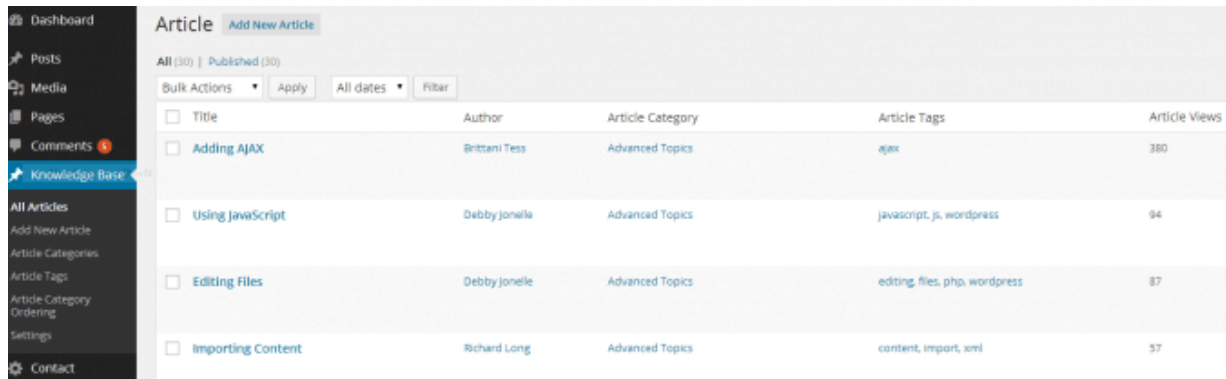 Dashboard
Posts
Media
Pages
Comments 5
Knowledge Base
All Articles
Add New Article
Article Categories
Article Tags
Article Category
Ordering
Settings
Contact
Article Add New Article
All (30) | Published (30)
Bulk Actions Apply All dates Filter
Title Author Article Category Article Tags Article Views
Adding AJAX Brittani Tess Advanced Topics ajax 380
Using JavaScript Debby Jonelle Advanced Topics javascript, js, wordpress 94
Editing Files Debby Jonelle Advanced Topics editing, files, php, wordpress 87
Importing Content Richard Long Advanced Topics content, import, xml 57